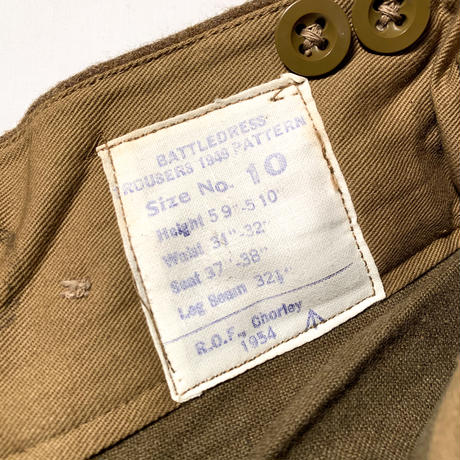 BATTLEDRESS
TROUSERS 1949 PATTERN
Size No. 10
Height 5'9"-5'10"
Waist 31"-32"
Seat 37"-38"
Leg Seam 32½"
R.O.F., Chorley
1954